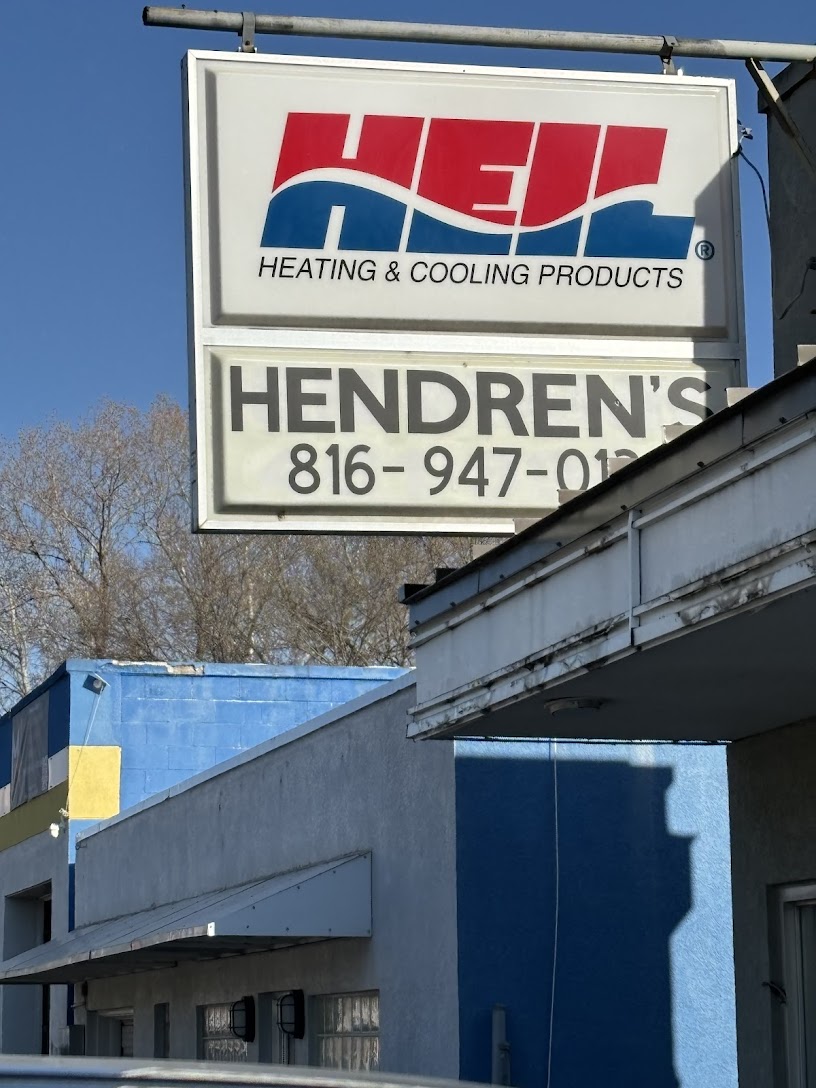 HEIL®
HEATING & COOLING PRODUCTS
HENDREN'S
816-947-01